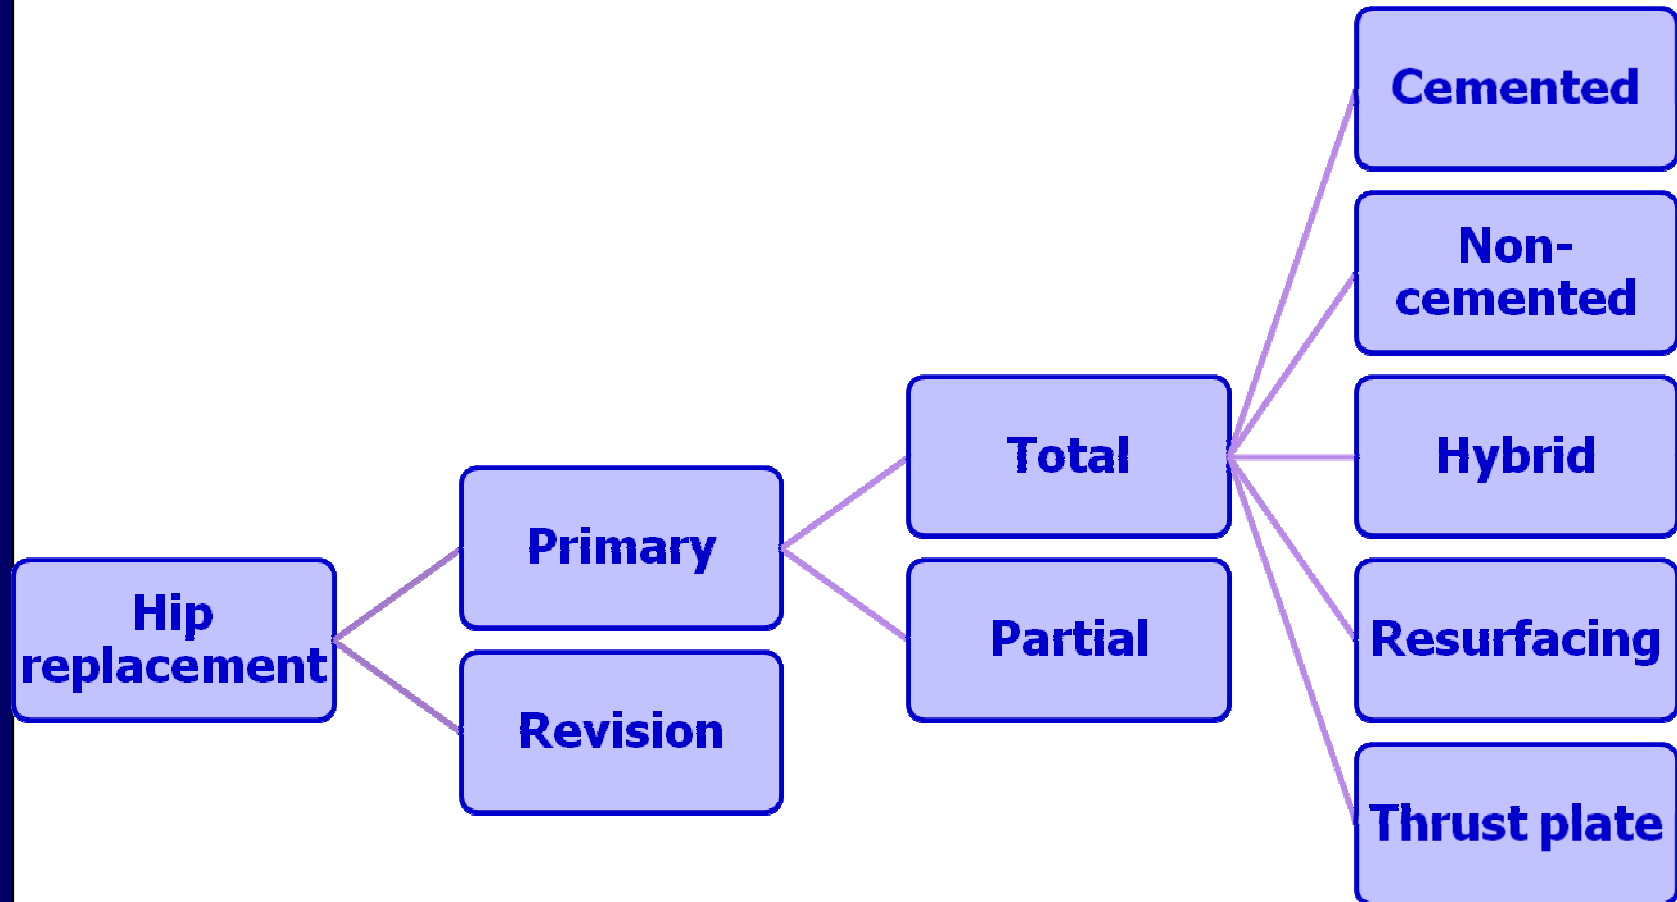 Hip
replacement
Primary
Revision
Total
Partial
Cemented
Non-
cemented
Hybrid
Resurfacing
Thrust plate